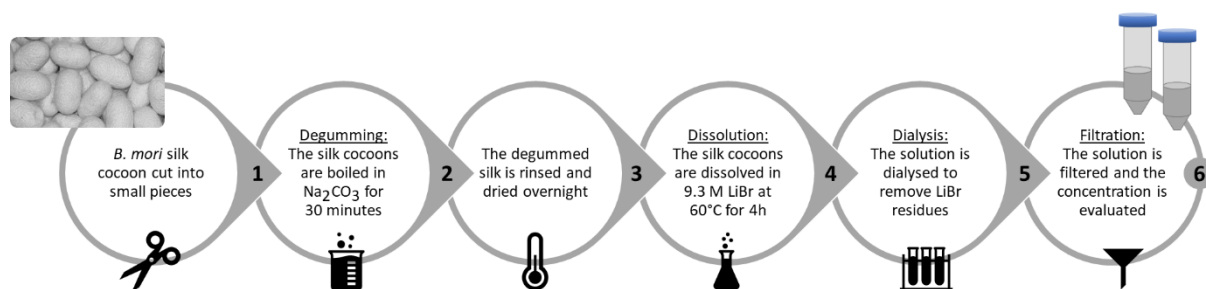 B. mori silk
cocoon cut into
small pieces
1
Degumming:
The silk cocoons
are boiled in
Na₂CO₃ for
30 minutes
2
The degummed
silk is rinsed and
dried overnight
3
Dissolution:
The silk cocoons
are dissolved in
9.3 M LiBr at
60°C for 4h
4
Dialysis:
The solution is
dialysed to
remove LiBr
residues
5
Filtration:
The solution is
filtered and the
concentration is
evaluated
6